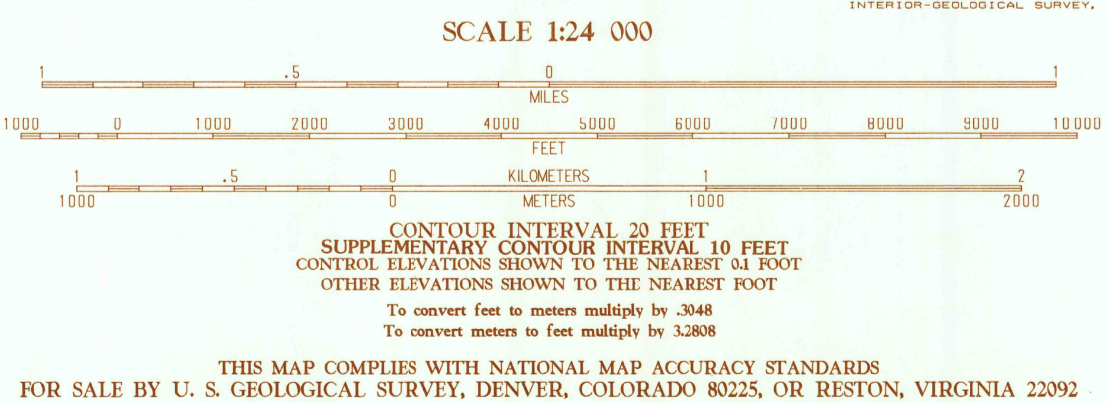 INTERIOR-GEOLOGICAL SURVEY,
SCALE 1:24 000
1 .5 0 1
MILES
1000 0 1000 2000 3000 4000 5000 6000 7000 8000 9000 10000
FEET
1 .5 0 KILOMETERS 1 2
1000 0 METERS 1000 2000
CONTOUR INTERVAL 20 FEET
SUPPLEMENTARY CONTOUR INTERVAL 10 FEET
CONTROL ELEVATIONS SHOWN TO THE NEAREST 0.1 FOOT
OTHER ELEVATIONS SHOWN TO THE NEAREST FOOT
To convert feet to meters multiply by .3048
To convert meters to feet multiply by 3.2808
THIS MAP COMPLIES WITH NATIONAL MAP ACCURACY STANDARDS
FOR SALE BY U. S. GEOLOGICAL SURVEY, DENVER, COLORADO 80225, OR RESTON, VIRGINIA 22092